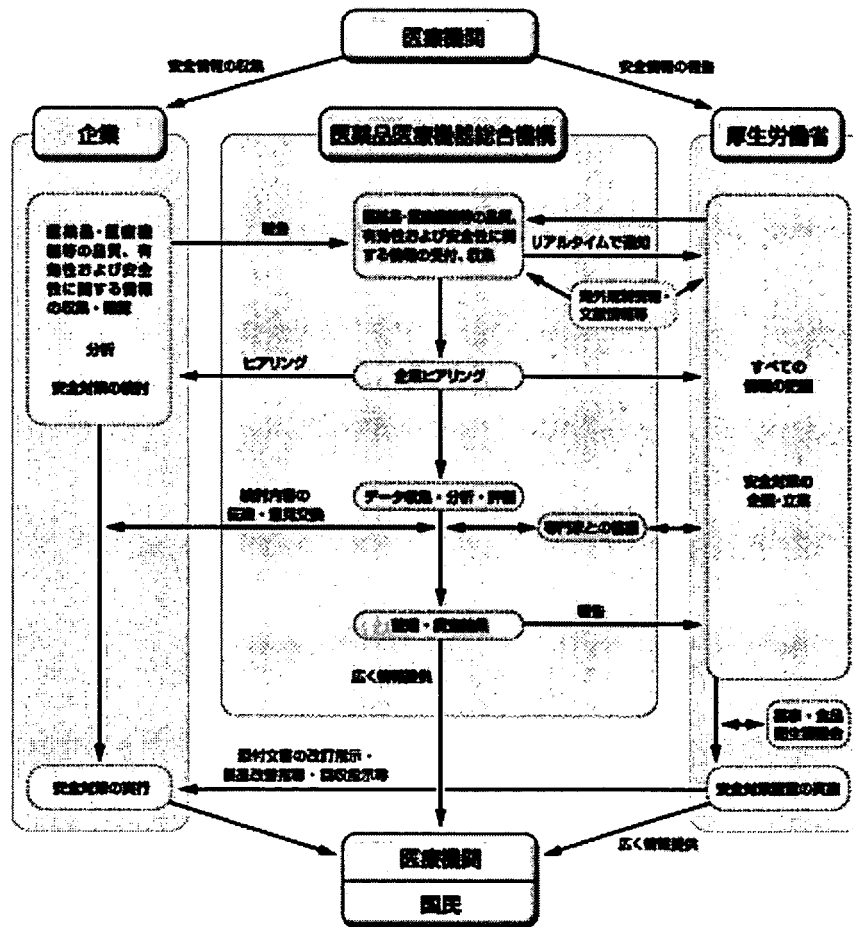 医療機関
安全情報の収集
安全情報の報告
企業
医薬品医療機器総合機構
厚生労働省
医薬品・医療機
器等の品質、有
効性および安全
性に関する情報
の収集・
分析
安全対策の検討
報告
医薬品・医療機器等の品質、
有効性および安全性に関
する情報の受付、収集
リアルタイムで通知
海外規制情報・
文献情報等
ヒアリング
企業ヒアリング
すべての
情報の把握
検討内容の
伝達・意見交換
データ収集・分析・評価
専門家との協議
安全対策の
企画・立案
整理・調査結果
報告
広く情報提供
薬事・食品
衛生審議会
添付文書の改訂指示・
製造改善指導・回収指示等
安全対策の実行
安全対策措置の実施
広く情報提供
医療機関
国民